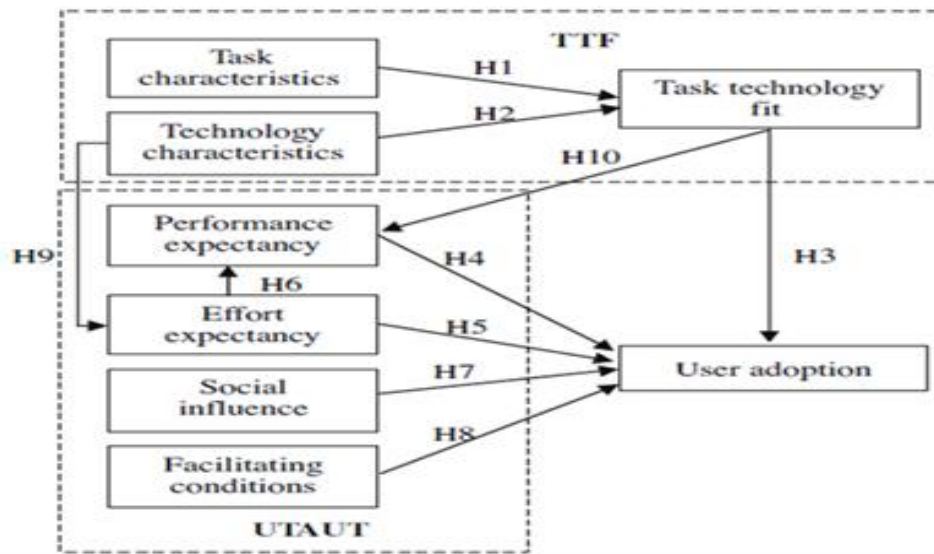 TTF
Task
characteristics
H1
Task technology
fit
Technology
characteristics
H2
H10
Performance
expectancy
H9
H4
H3
H6
Effort
expectancy
H5
User adoption
Social
influence
H7
H8
Facilitating
conditions
UTAUT